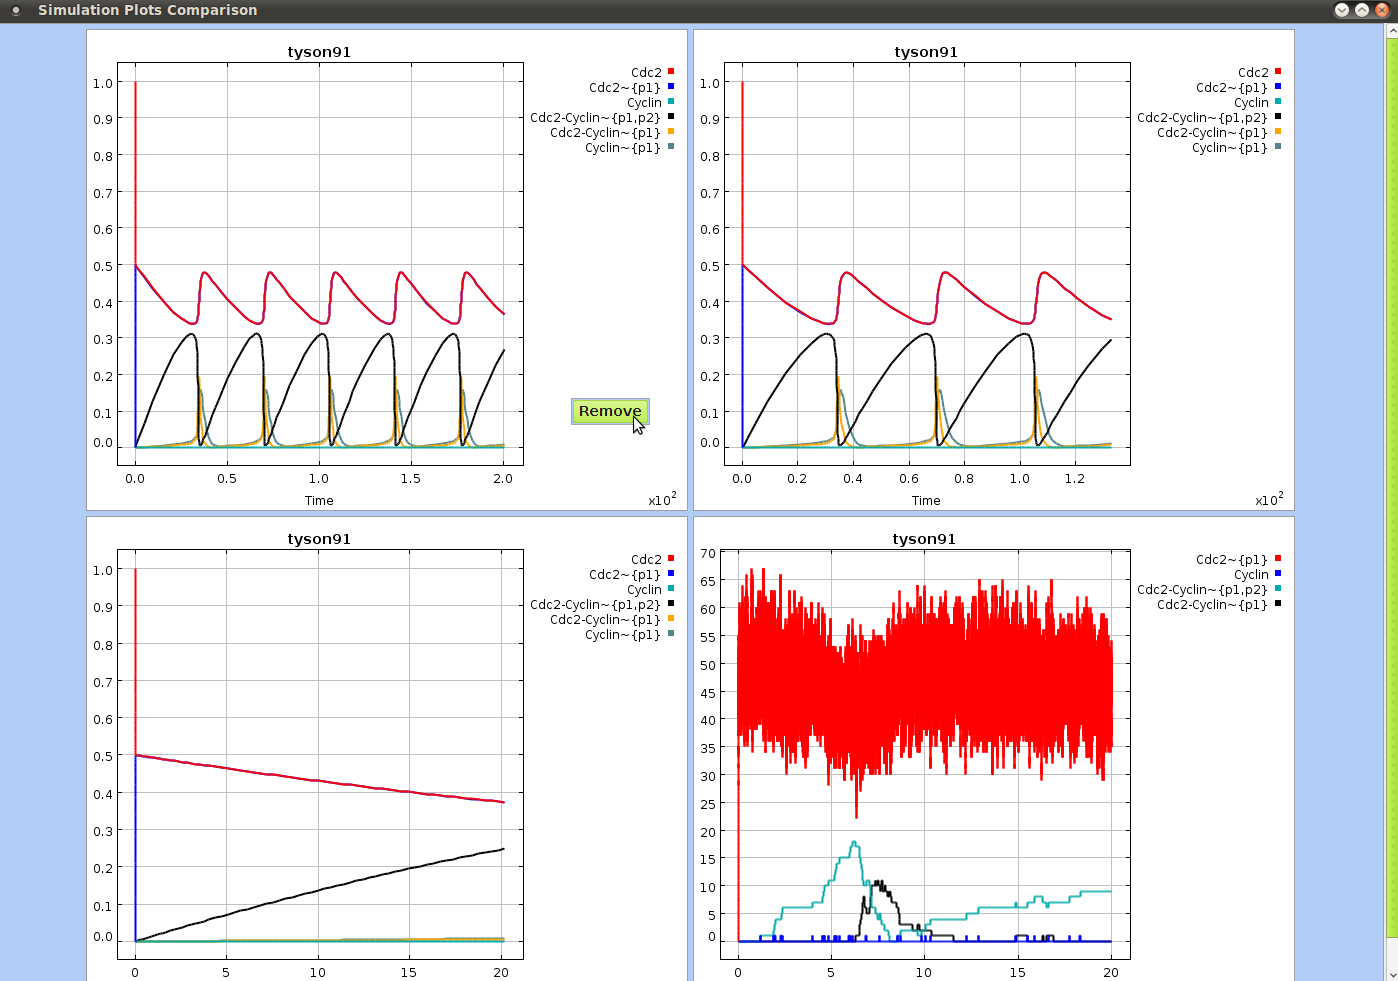 Simulation Plots Comparison
tyson91
Cdc2
Cdc2~{p1}
Cyclin
Cdc2-Cyclin~{p1,p2}
Cdc2-Cyclin~{p1}
Cyclin~{p1}
1.0
0.9
0.8
0.7
0.6
0.5
0.4
0.3
0.2
0.1
0.0
Remove
0.0 0.5 1.0 1.5 2.0
Time
x10²
tyson91
Cdc2
Cdc2~{p1}
Cyclin
Cdc2-Cyclin~{p1,p2}
Cdc2-Cyclin~{p1}
Cyclin~{p1}
1.0
0.9
0.8
0.7
0.6
0.5
0.4
0.3
0.2
0.1
0.0
0.0 0.2 0.4 0.6 0.8 1.0 1.2
Time
x10²
tyson91
Cdc2
Cdc2~{p1}
Cyclin
Cdc2-Cyclin~{p1,p2}
Cdc2-Cyclin~{p1}
Cyclin~{p1}
1.0
0.9
0.8
0.7
0.6
0.5
0.4
0.3
0.2
0.1
0.0
0 5 10 15 20
tyson91
Cdc2~{p1}
Cyclin
Cdc2-Cyclin~{p1,p2}
Cdc2-Cyclin~{p1}
70
65
60
55
50
45
40
35
30
25
20
15
10
5
0
0 5 10 15 20